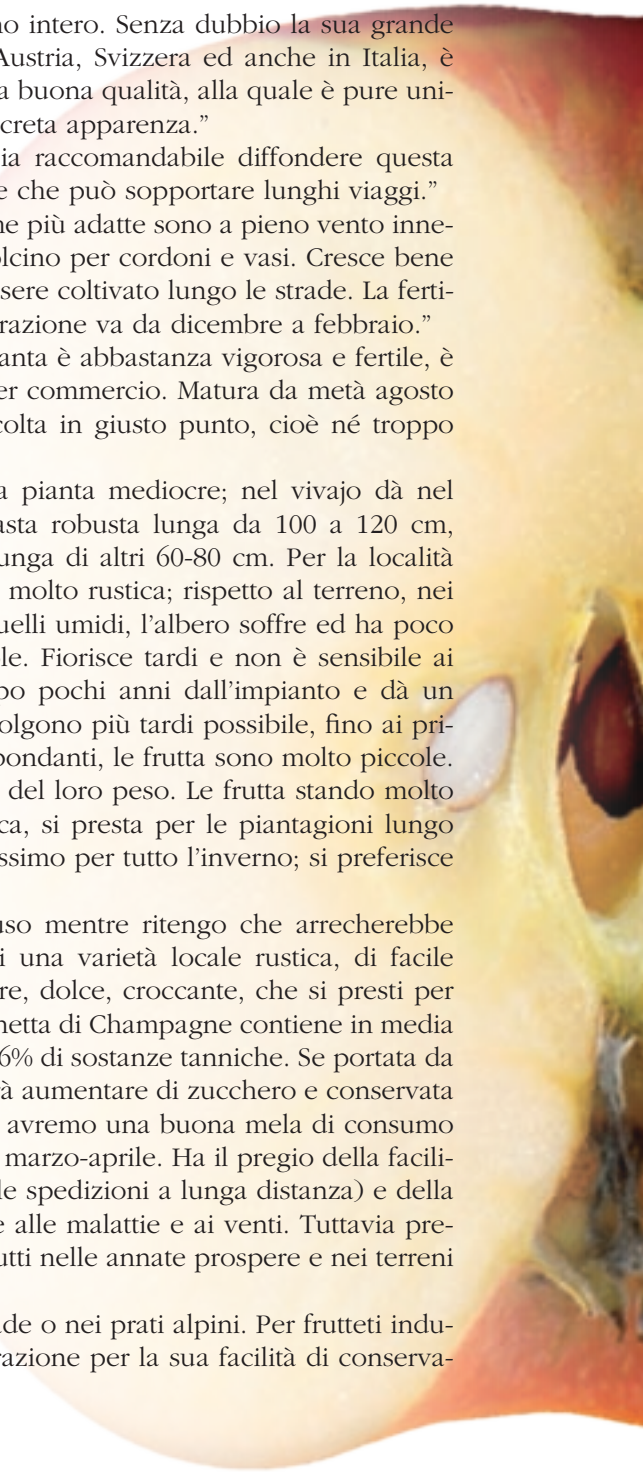 no intero. Senza dubbio la sua grande
Austria, Svizzera ed anche in Italia, è
a buona qualità, alla quale è pure uni-
creta apparenza.”
ia raccomandabile diffondere questa
e che può sopportare lunghi viaggi.”
ne più adatte sono a pieno vento inne-
olcino per cordoni e vasi. Cresce bene
sere coltivato lungo le strade. La ferti-
razione va da dicembre a febbraio.”
anta è abbastanza vigorosa e fertile, è
er commercio. Matura da metà agosto
colta in giusto punto, cioè né troppo
a pianta mediocre; nel vivajo dà nel
asta robusta lunga da 100 a 120 cm,
unga di altri 60-80 cm. Per la località
molto rustica; rispetto al terreno, nei
uelli umidi, l’albero soffre ed ha poco
le. Fiorisce tardi e non è sensibile ai
po pochi anni dall’impianto e dà un
olgono più tardi possibile, fino ai pri-
bondanti, le frutta sono molto piccole.
del loro peso. Le frutta stando molto
ca, si presta per le piantagioni lungo
issimo per tutto l’inverno; si preferisce
uso mentre ritengo che arrecherebbe
i una varietà locale rustica, di facile
re, dolce, croccante, che si presti per
netta di Champagne contiene in media
6% di sostanze tanniche. Se portata da
rà aumentare di zucchero e conservata
avremo una buona mela di consumo
marzo-aprile. Ha il pregio della facili-
le spedizioni a lunga distanza) e della
e alle malattie e ai venti. Tuttavia pre-
utti nelle annate prospere e nei terreni
de o nei prati alpini. Per frutteti indu-
razione per la sua facilità di conserva-